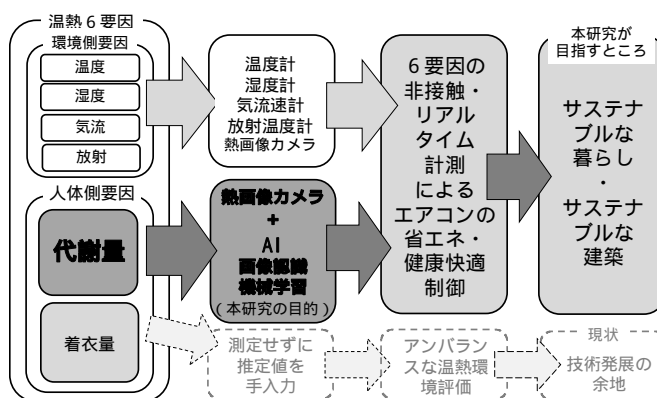 温熱6要因
環境側要因
温度
湿度
気流
放射
人体側要因
代謝量
着衣量
温度計
湿度計
気流速計
放射温度計
熱画像カメラ
熱画像カメラ
+
AI
画像認識
機械学習
(本研究の目的)
測定せずに
推定値を
手入力
6要因の
非接触・
リアル
タイム
計測
による
エアコンの
省エネ・
健康快適
制御
アンバラン
スな温熱環
境評価
本研究が
目指すところ
サステナ
ブルな
暮らし
・
サステナ
ブルな
建築
現状
技術発展の
余地